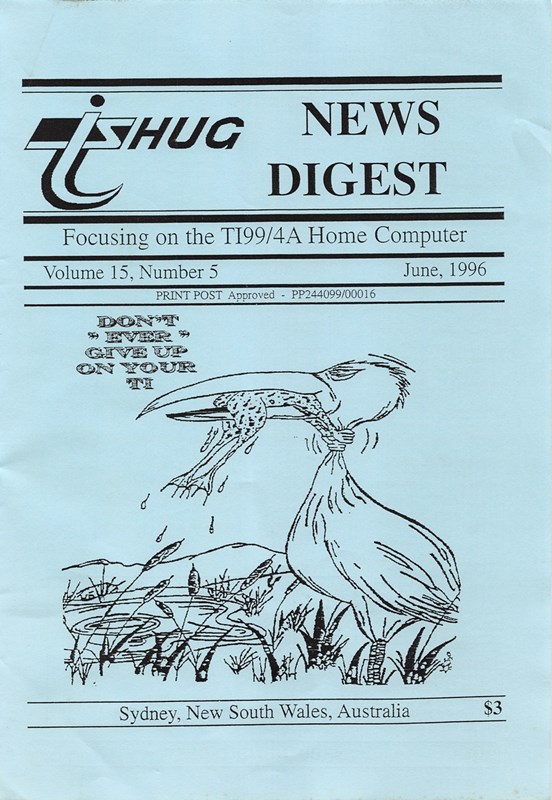 TISHUG
NEWS
DIGEST
Focusing on the TI99/4A Home Computer
Volume 15, Number 5 June, 1996
PRINT POST Approved - PP244099/00016
DON'T
" EVER "
GIVE UP
ON YOUR
TI
Sydney, New South Wales, Australia $3